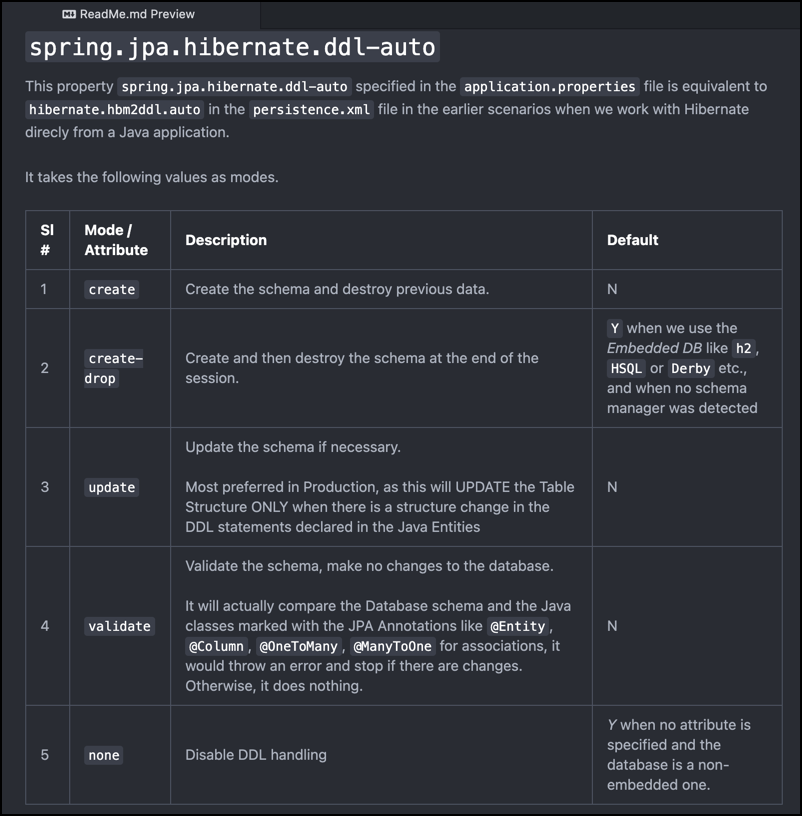 ReadMe.md Preview
spring.jpa.hibernate.ddl-auto
This property spring.jpa.hibernate.ddl-auto specified in the application.properties file is equivalent to
hibernate.hbm2ddl.auto in the persistence.xml file in the earlier scenarios when we work with Hibernate
direcly from a Java application.
It takes the following values as modes.
Sl
#
Mode /
Attribute
Description
Default
1
create
Create the schema and destroy previous data.
N
2
create-
drop
Create and then destroy the schema at the end of the
session.
Y when we use the
Embedded DB like h2,
HSQL or Derby etc.,
and when no schema
manager was detected
3
update
Update the schema if necessary.
Most preferred in Production, as this will UPDATE the Table
Structure ONLY when there is a structure change in the
DDL statements declared in the Java Entities
N
4
validate
Validate the schema, make no changes to the database.
It will actually compare the Database schema and the Java
classes marked with the JPA Annotations like @Entity,
@Column, @OneToMany, @ManyToOne for associations, it
would throw an error and stop if there are changes.
Otherwise, it does nothing.
N
5
none
Disable DDL handling
Y when no attribute is
specified and the
database is a non-
embedded one.